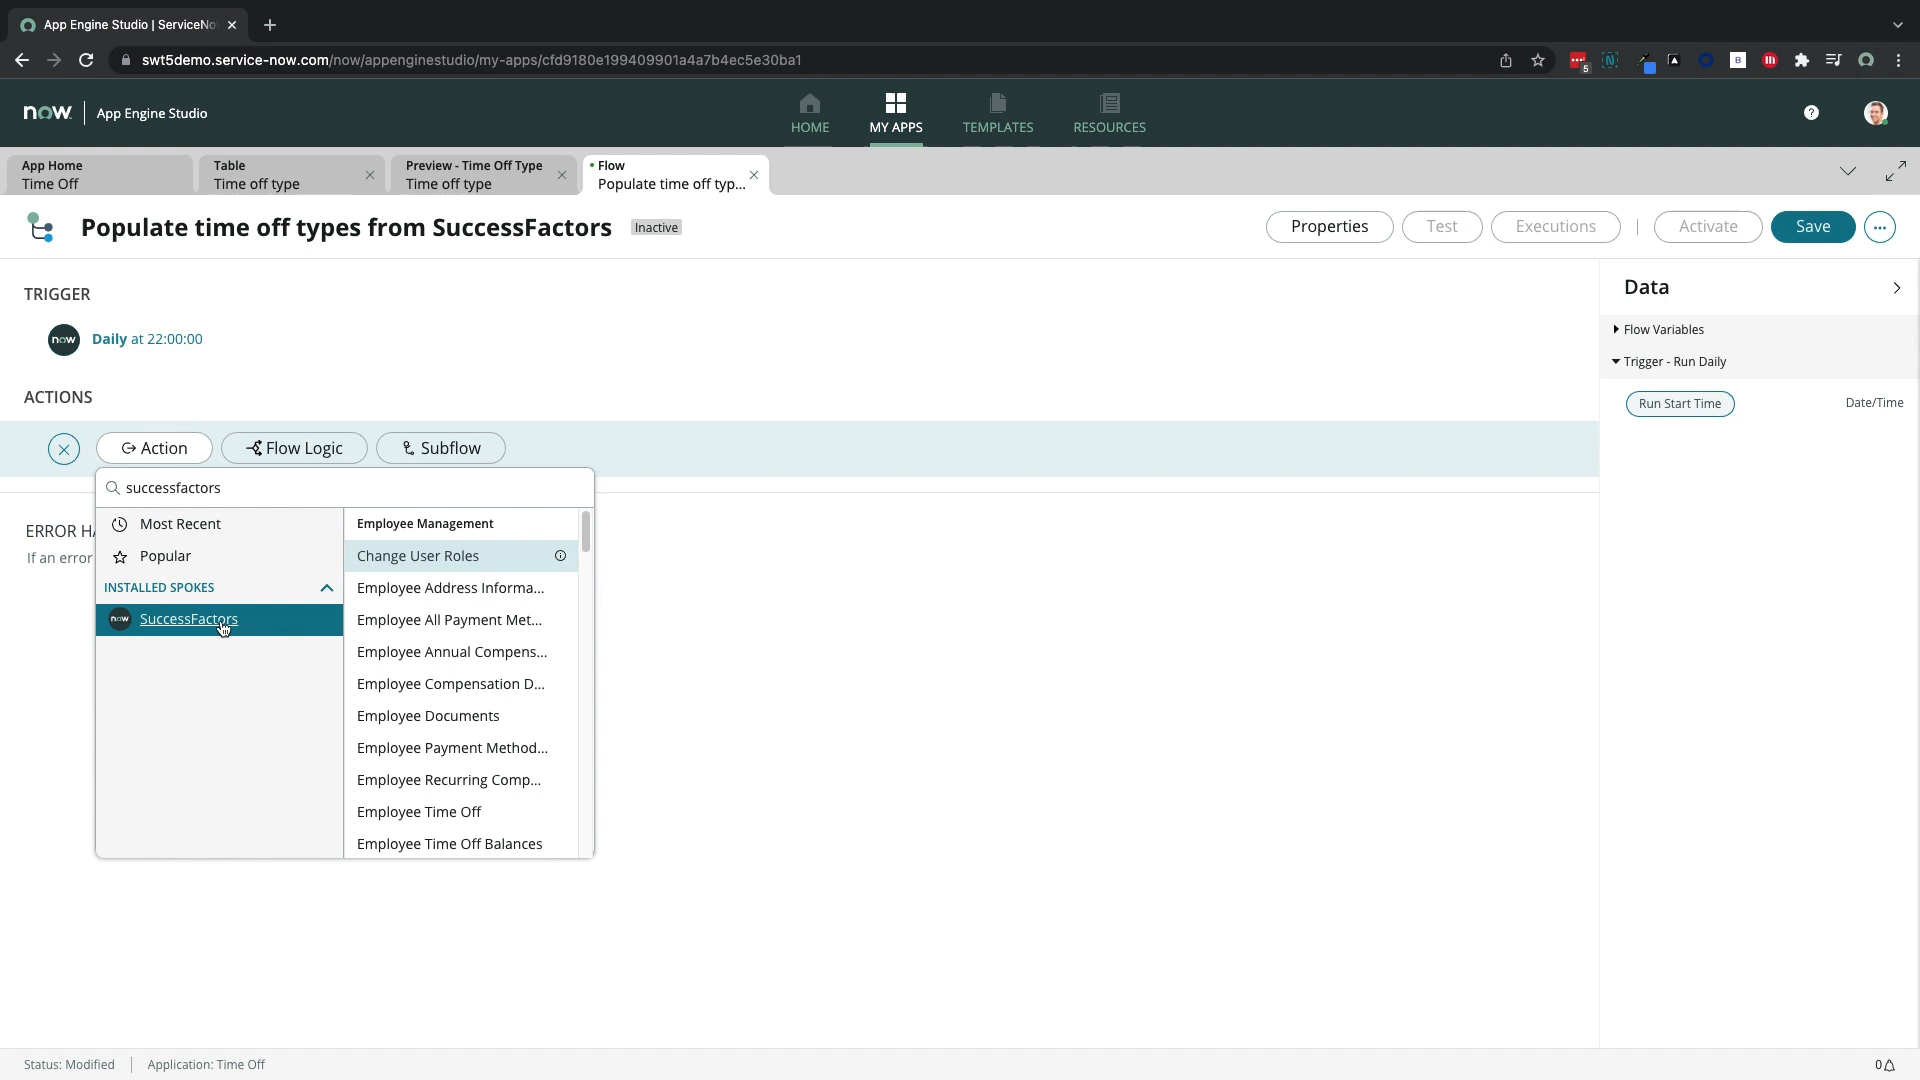 App Engine Studio | ServiceNo
swt5demo.service-now.com/now/appenginestudio/my-apps/cfd9180e199409901a4a7b4ec5e30ba1
5
N
B
now
App Engine Studio
HOME
MY APPS
TEMPLATES
RESOURCES
App Home
Time Off
Table
Time off type
Preview - Time Off Type
Time off type
Flow
Populate time off typ...
Populate time off types from SuccessFactors
Inactive
Properties
Test
Executions
Activate
Save
TRIGGER
now
Daily at 22:00:00
ACTIONS
Action
Flow Logic
Subflow
successfactors
Most Recent
Popular
INSTALLED SPOKES
now
SuccessFactors
Employee Management
Change User Roles
Employee Address Informa...
Employee All Payment Met...
Employee Annual Compens...
Employee Compensation D...
Employee Documents
Employee Payment Method...
Employee Recurring Comp...
Employee Time Off
Employee Time Off Balances
ERROR HA
If an error
Data
Flow Variables
Trigger - Run Daily
Run Start Time
Date/Time
Status: Modified
Application: Time Off
0